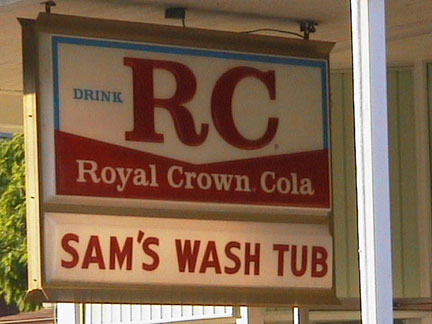 DRINK RC
Royal Crown Cola
SAM'S WASH TUB